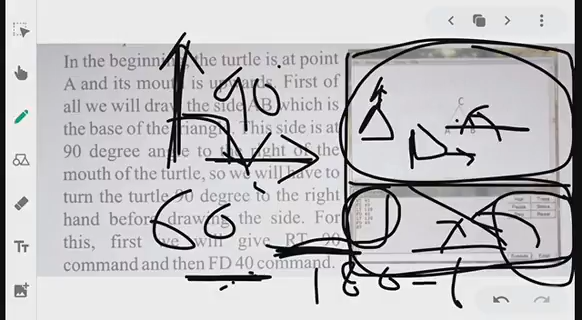 In the beginning the turtle is at point
A and its mouth is upwards. First of
all we will draw the side AB which is
the base of the triangle. This side is at
90 degree angle to the right of the
mouth of the turtle, so we will have to
turn the turtle 90 degree to the right
hand before drawing the side. For
this, first we will give RT 90
command and then FD 40 command.
90
60
180-
C
TT